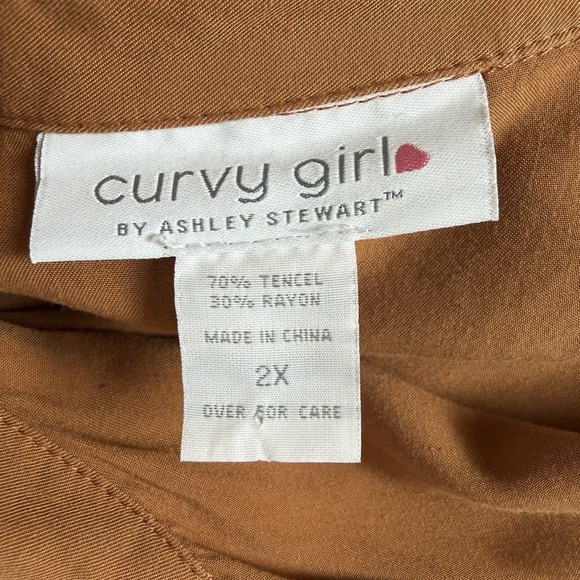 curvy girl
BY ASHLEY STEWART™
70% TENCEL
30% RAYON
MADE IN CHINA
2X
OVER FOR CARE